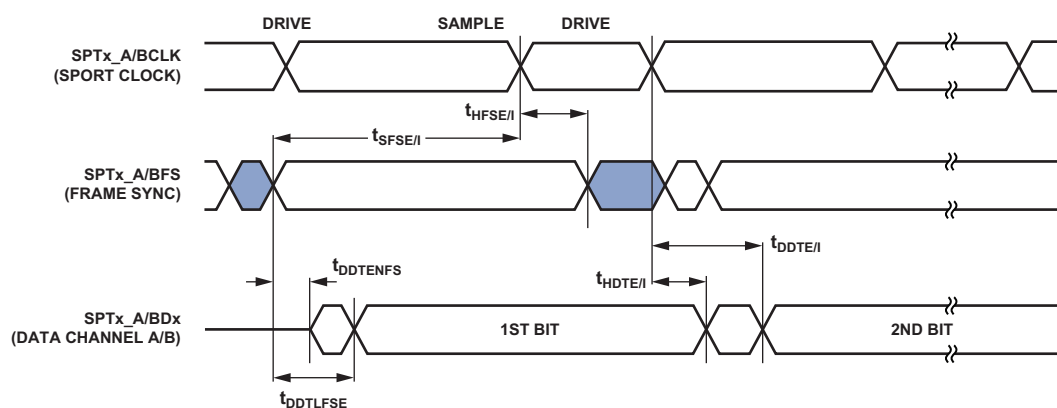 DRIVE SAMPLE DRIVE
SPTx_A/BCLK
(SPORT CLOCK)
tHFSE/I
tSFSE/I
SPTx_A/BFS
(FRAME SYNC)
tDDTE/I
tDDTENFS
tHDTE/I
SPTx_A/BDx
(DATA CHANNEL A/B)
1ST BIT 2ND BIT
tDDTLFSE